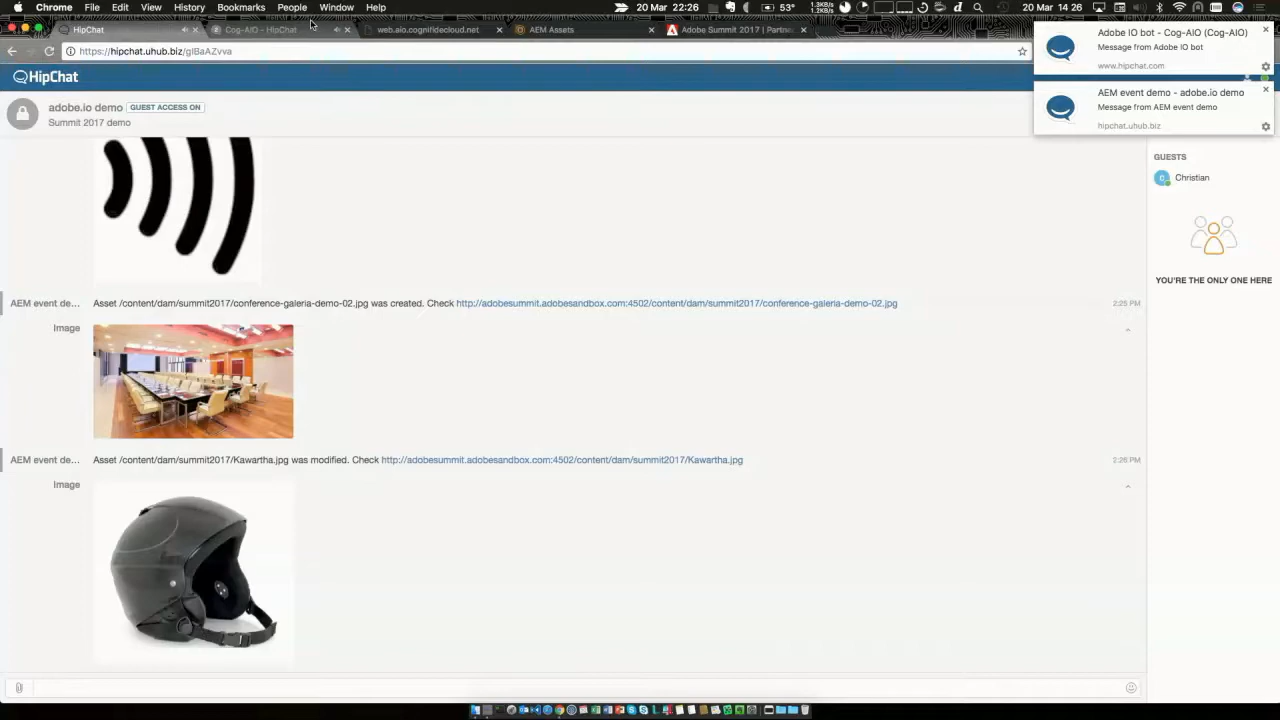 Chrome File Edit View History Bookmarks People Window Help
20 Mar 22:26
53°
1.3KB/s
1.2KB/s
20 Mar 14 26
HipChat
Cog-AIO - HipChat
web.aio.cognifidecloud.net
AEM Assets
Adobe Summit 2017 | Partne
https://hipchat.uhub.biz/glBaAZvva
Adobe IO bot - Cog-AIO (Cog-AIO)
Message from Adobe IO bot
www.hipchat.com
AEM event demo - adobe.io demo
Message from AEM event demo
hipchat.uhub.biz
HipChat
adobe.io demo GUEST ACCESS ON
Summit 2017 demo
GUESTS
C Christian
YOU'RE THE ONLY ONE HERE
AEM event de... Asset /content/dam/summit2017/conference-galeria-demo-02.jpg was created. Check http://adobesummit.adobesandbox.com:4502/content/dam/summit2017/conference-galeria-demo-02.jpg 2:25 PM
Image
AEM event de... Asset /content/dam/summit2017/Kawartha.jpg was modified. Check http://adobesummit.adobesandbox.com:4502/content/dam/summit2017/Kawartha.jpg 2:26 PM
Image